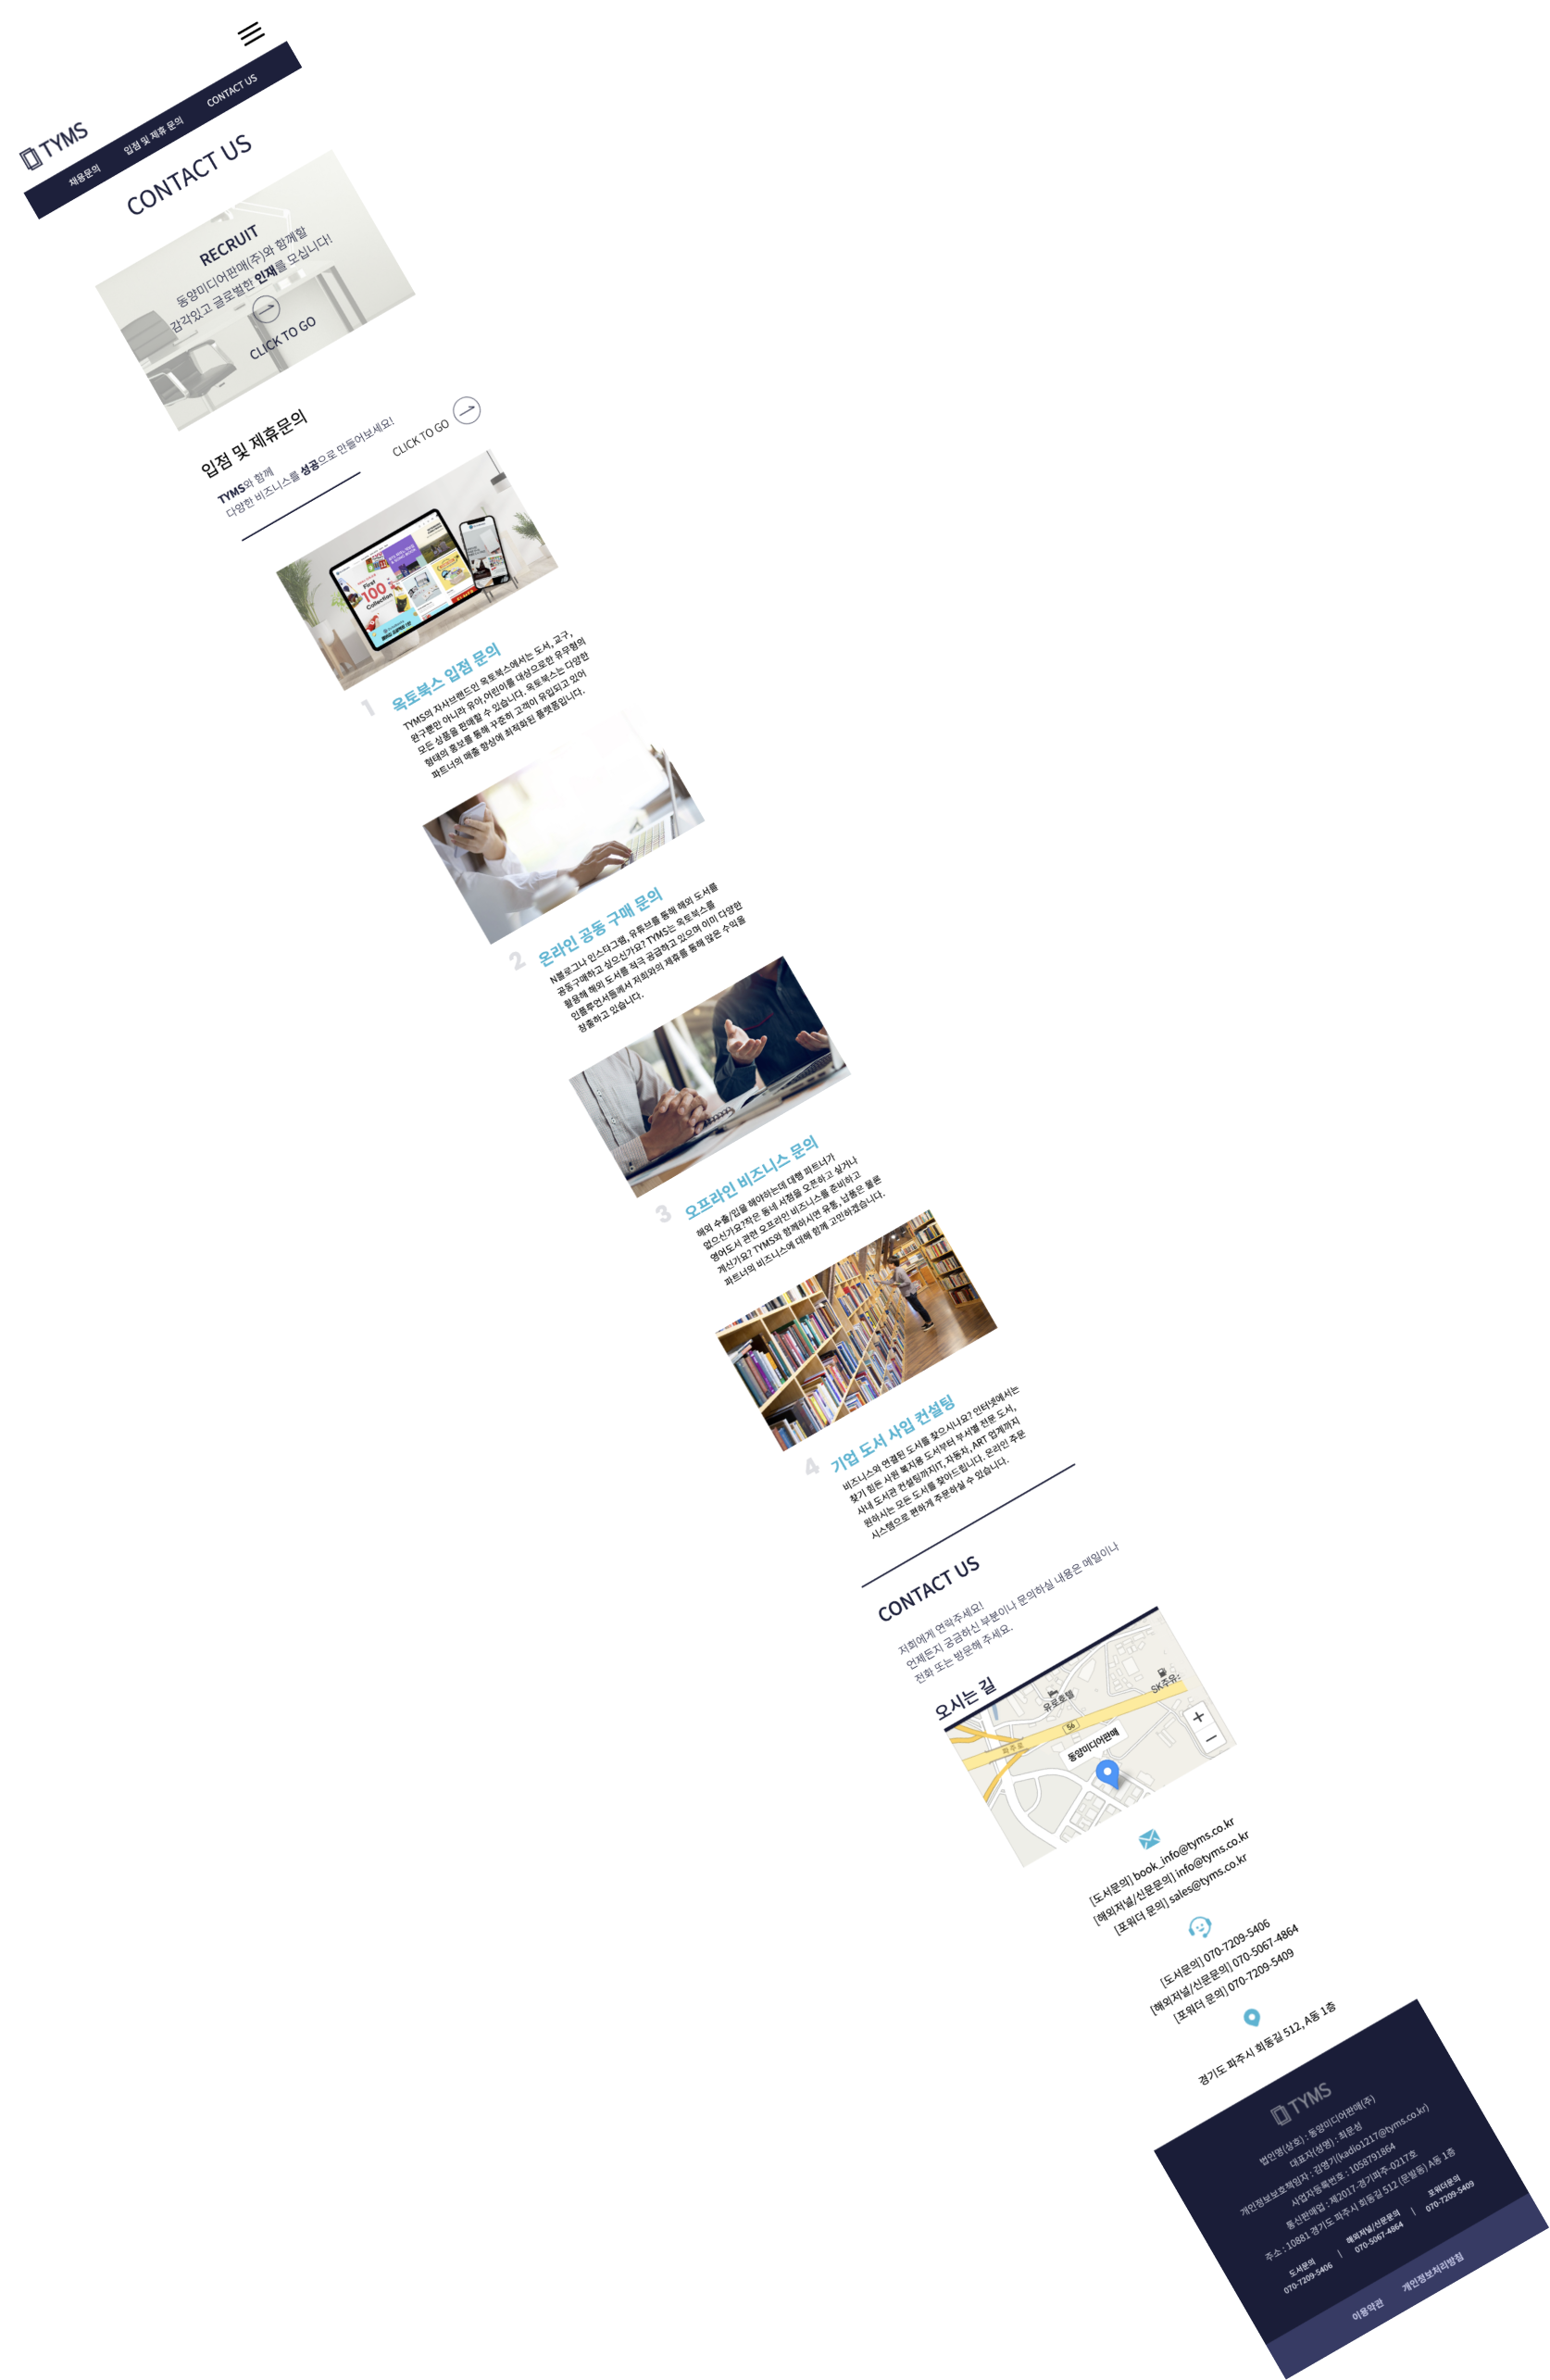 TYMS
채용문의
입점 및 제휴 문의
CONTACT US
CONTACT US
RECRUIT
동양미디어판매(주)와 함께할
감각있고 글로벌한 인재를 모십니다!
CLICK TO GO
입점 및 제휴문의
TYMS와 함께
다양한 비즈니스를 성공으로 만들어보세요!
CLICK TO GO
First
100
Collection
1
옥토북스 입점 문의
TYMS의 자사브랜드인 옥토북스에서는 도서, 교구,
완구뿐만 아니라 유아,어린이를 대상으로한 유무형의
모든 상품을 판매할 수 있습니다. 옥토북스는 다양한
형태의 홍보를 통해 꾸준히 고객이 유입되고 있어
파트너의 매출 향상에 최적화된 플랫폼입니다.
2
온라인 공동 구매 문의
N블로그나 인스타그램, 유튜브를 통해 해외 도서를
공동구매하고 싶으신가요? TYMS는 옥토북스를
활용해 해외 도서를 적극 공급하고 있으며 이미 다양한
인플루언서들께서 저희와의 제휴를 통해 많은 수익을
창출하고 있습니다.
3
오프라인 비즈니스 문의
해외 수출/입을 해야하는데 대행 파트너가
없으신가요?작은 동네 서점을 오픈하고 싶거나
영어도서 관련 오프라인 비즈니스를 준비하고
계신가요? TYMS와 함께하시면 유통, 납품은 물론
파트너의 비즈니스에 대해 함께 고민하겠습니다.
4
기업 도서 사입 컨설팅
비즈니스와 연결된 도서를 찾으시나요? 인터넷에서는
찾기 힘든 사원 복지용 도서부터 부서별 전문 도서,
사내 도서관 컨설팅까지IT, 자동차, ART 업계까지
원하시는 모든 도서를 찾아드립니다. 온라인 주문
시스템으로 편하게 주문하실 수 있습니다.
CONTACT US
저희에게 연락주세요!
언제든지 궁금하신 부분이나 문의하실 내용은 메일이나
전화 또는 방문해 주세요.
오시는 길
유로호텔
SK주유
56
파주로
동양미디어판매
+
−
[도서문의] book_info@tyms.co.kr
[해외저널/신문문의] info@tyms.co.kr
[포워더 문의] sales@tyms.co.kr
[도서문의] 070-7209-5406
[해외저널/신문문의] 070-5067-4864
[포워더 문의] 070-7209-5409
경기도 파주시 회동길 512, A동 1층
TYMS
법인명(상호) : 동양미디어판매(주)
대표자(성명) : 최문성
개인정보보호책임자 : 김영기(kadio1217@tyms.co.kr)
사업자등록번호 : 1058791864
통신판매업 : 제2017-경기파주-0217호
주소 : 10881 경기도 파주시 회동길 512 (문발동) A동 1층
도서문의
070-7209-5406
|
해외저널/신문문의
070-5067-4864
|
포워더문의
070-7209-5409
이용약관
개인정보처리방침